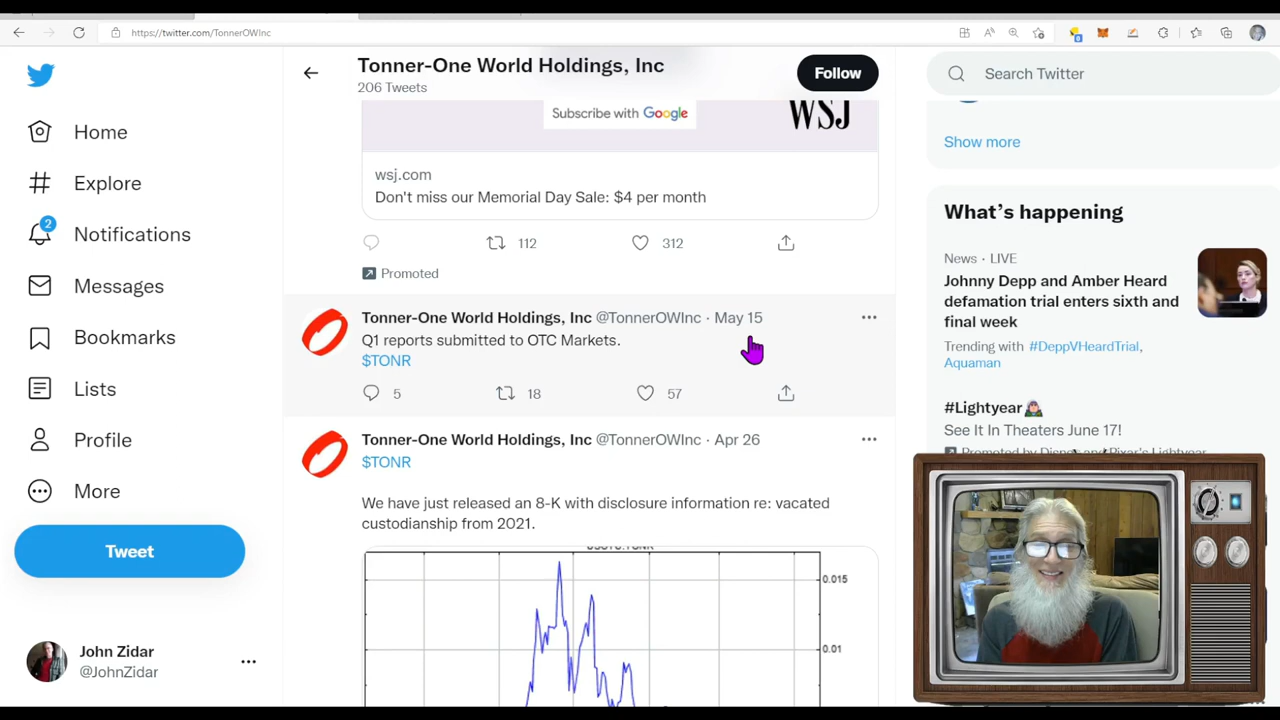 https://twitter.com/TonnerOWInc
Home
Explore
2
Notifications
Messages
Bookmarks
Lists
Profile
More
Tweet
John Zidar
@JohnZidar
Tonner-One World Holdings, Inc
206 Tweets
Follow
Subscribe with Google
WSJ
wsj.com
Don't miss our Memorial Day Sale: $4 per month
112
312
Promoted
Tonner-One World Holdings, Inc @TonnerOWInc · May 15
Q1 reports submitted to OTC Markets.
$TONR
5
18
57
Tonner-One World Holdings, Inc @TonnerOWInc · Apr 26
$TONR
We have just released an 8-K with disclosure information re: vacated
custodianship from 2021.
0.015
0.01
Search Twitter
Show more
What's happening
News · LIVE
Johnny Depp and Amber Heard
defamation trial enters sixth and
final week
Trending with #DeppVHeardTrial,
Aquaman
#Lightyear
See It In Theaters June 17!
Promoted by Disney and Pixar's Lightyear